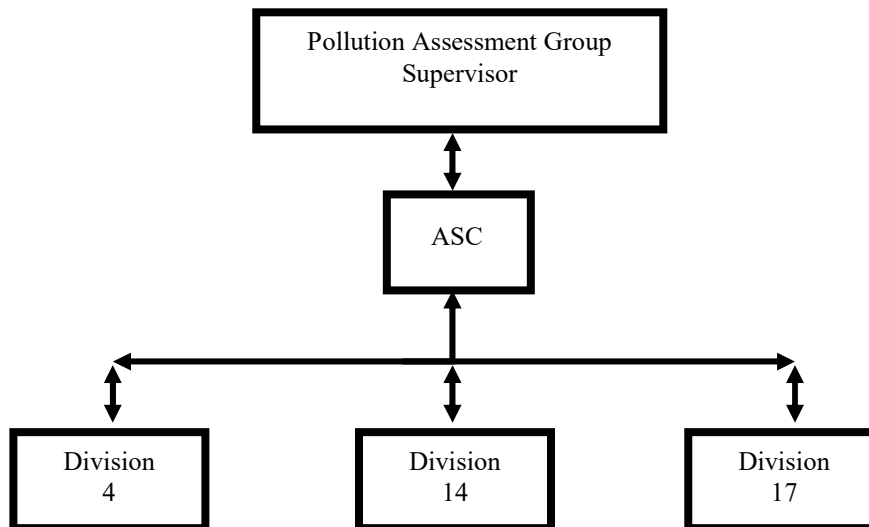 Pollution Assessment Group
Supervisor
ASC
Division
4
Division
14
Division
17